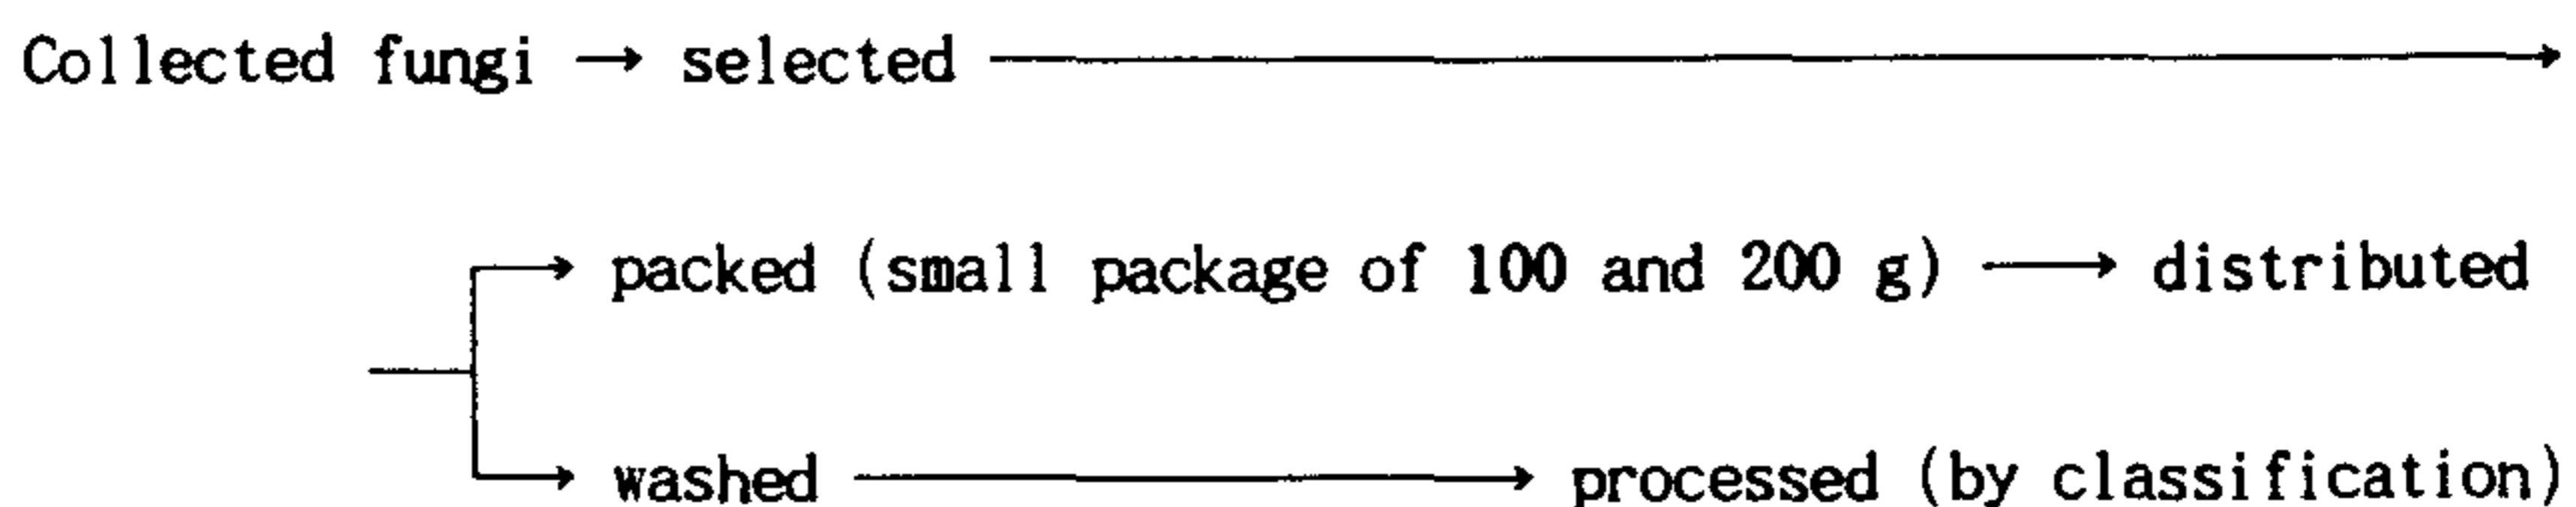 Collected fungi → selected →
packed (small package of 100 and 200 g) → distributed
washed → processed (by classification)